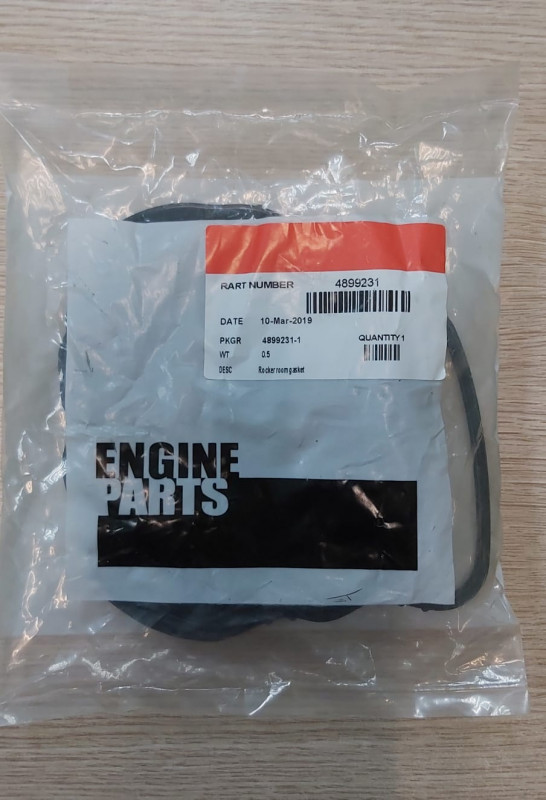 RART NUMBER 4899231
DATE 10-Mar-2019
PKGR 4899231-1 QUANTITY 1
WT 0.5
DESC Rocker room gasket
ENGINE
PARTS